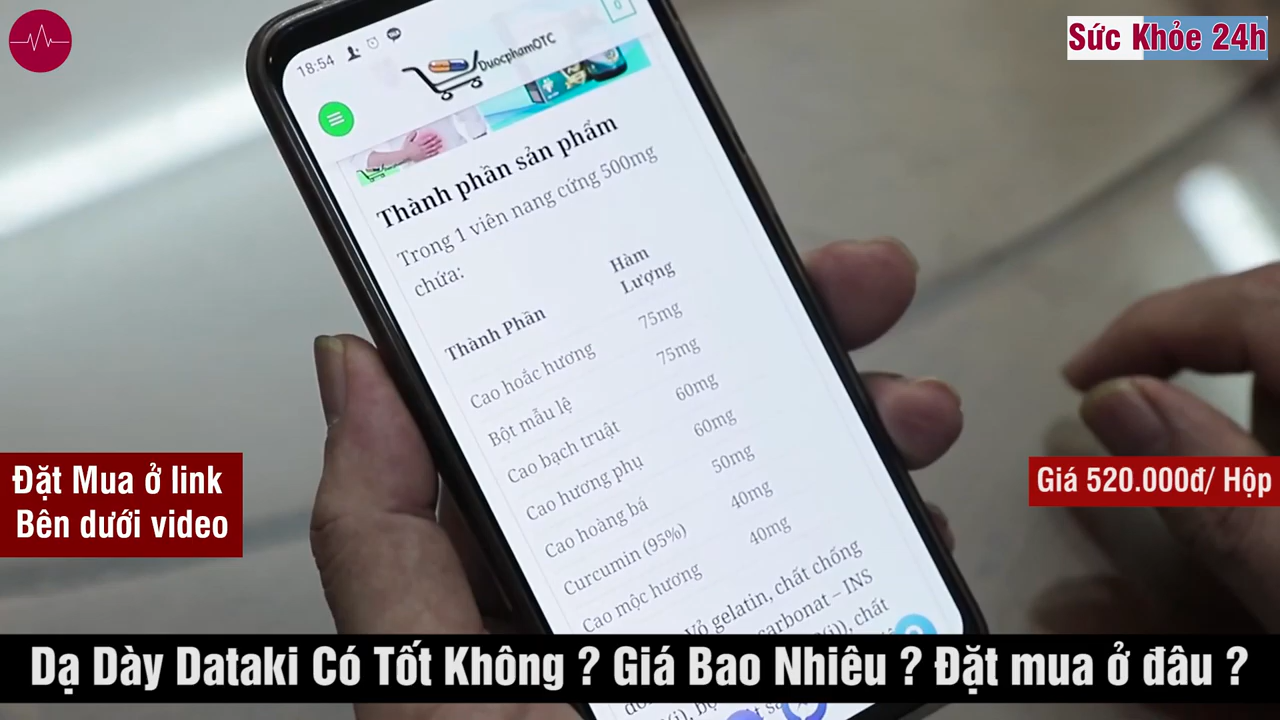 Sức Khỏe 24h
18:54
DuocphamOTC
0
Thành phần sản phẩm
Trong 1 viên nang cứng 500mg
chứa:
Thành Phần Hàm Lượng
Cao hoắc hương 75mg
Bột mẫu lệ 75mg
Cao bạch truật 60mg
Cao hương phụ 60mg
Cao hoàng bá 50mg
Curcumin (95%) 40mg
Cao mộc hương 40mg
Vỏ gelatin, chất chống
carbonat – INS
chất
Đặt Mua ở link
Bên dưới video
Giá 520.000đ/ Hộp
Dạ Dày Dataki Có Tốt Không ? Giá Bao Nhiêu ? Đặt mua ở đâu ?